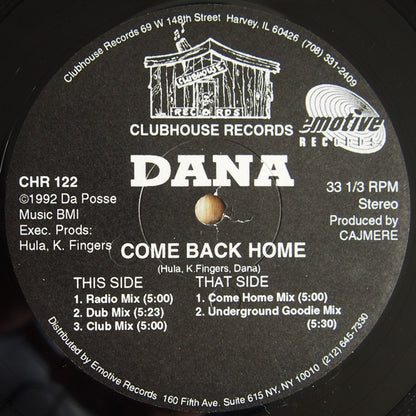 Clubhouse Records 69 W 148th Street Harvey, IL 60426 (708) 331-2409
CLUBHOUSE
RECORDS
CLUBHOUSE RECORDS
emotive
RECORDS
DANA
CHR 122
©1992 Da Posse
Music BMI
Exec. Prods:
Hula, K. Fingers
33 1/3 RPM
Stereo
Produced by
CAJMERE
COME BACK HOME
(Hula, K.Fingers, Dana)
THIS SIDE
1. Radio Mix (5:00)
2. Dub Mix (5:23)
3. Club Mix (5:00)
THAT SIDE
1. Come Home Mix (5:00)
2. Underground Goodie Mix
(5:30)
Distributed by Emotive Records 160 Fifth Ave. Suite 615 NY, NY 10010 (212) 645-7330